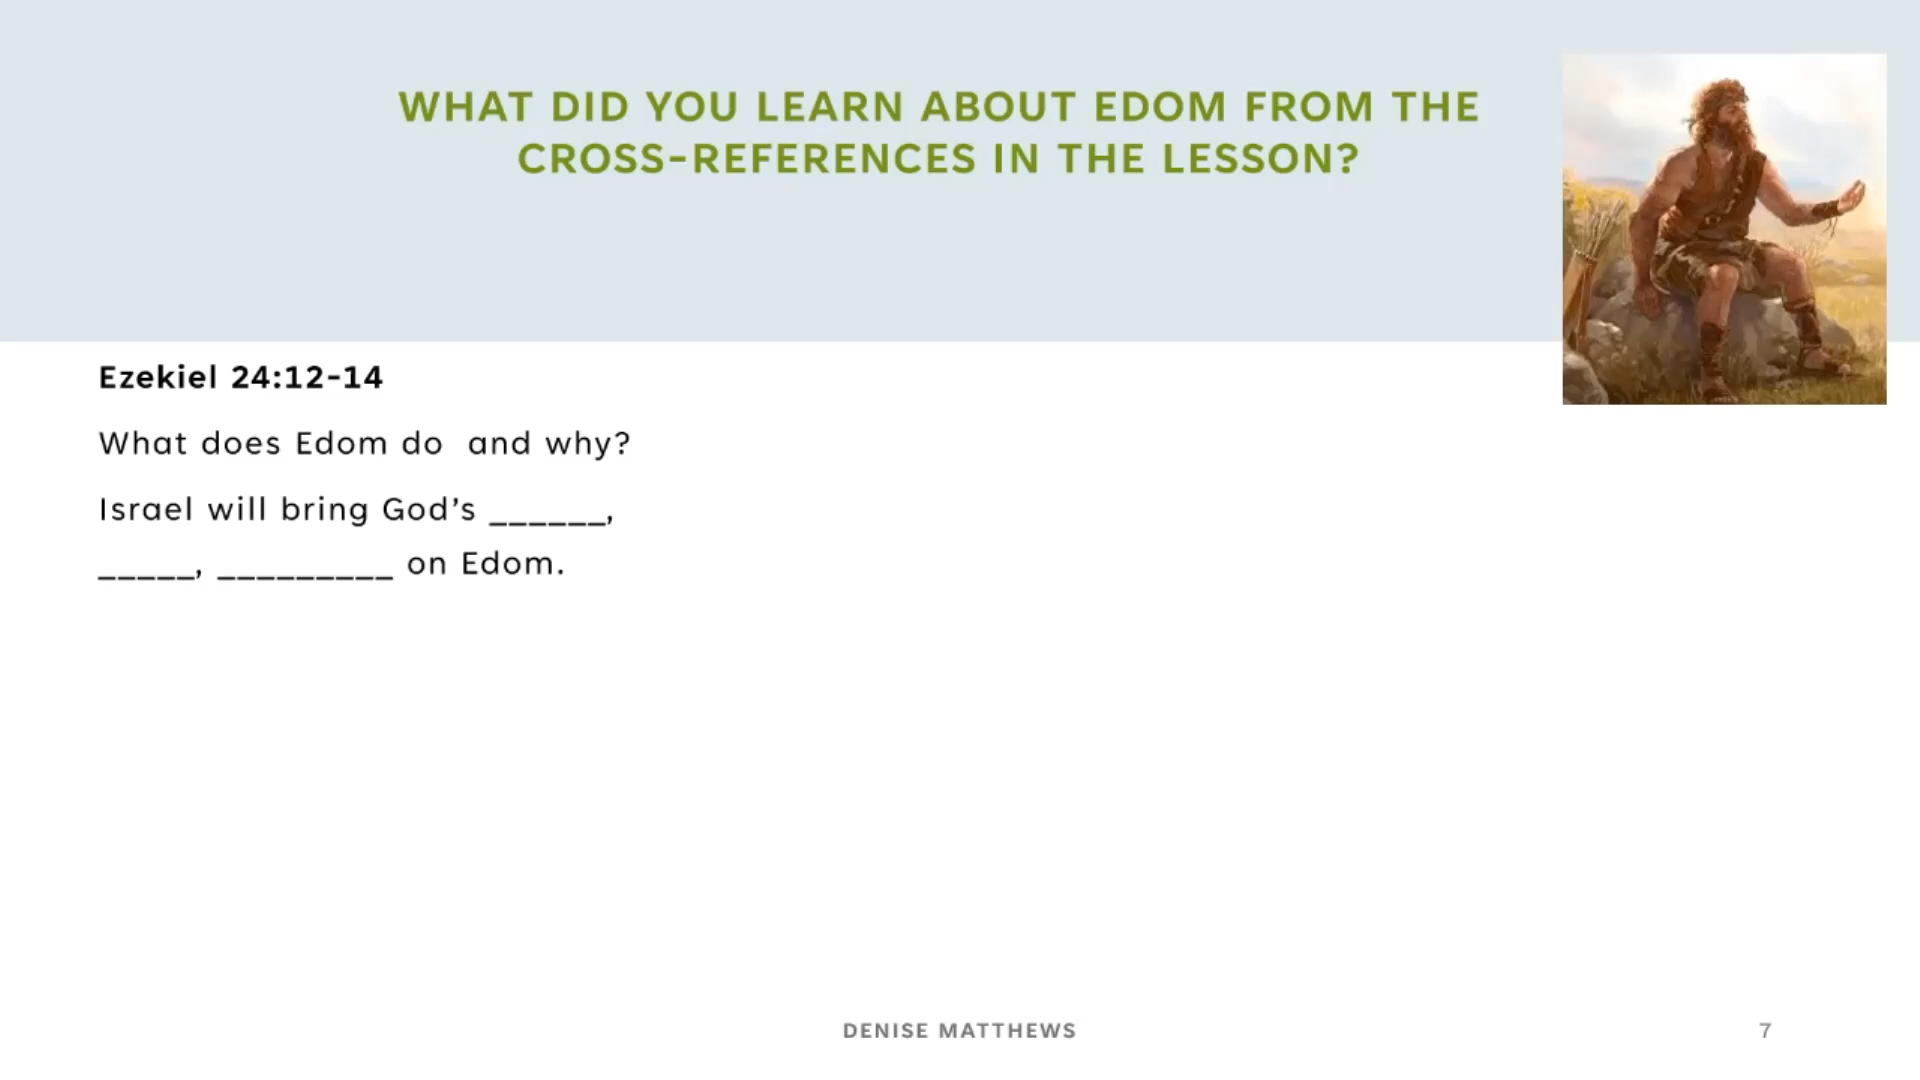 WHAT DID YOU LEARN ABOUT EDOM FROM THE
CROSS-REFERENCES IN THE LESSON?
Ezekiel 24:12-14
What does Edom do  and why?
Israel will bring God’s ______,
_____, _________ on Edom.
DENISE MATTHEWS
7